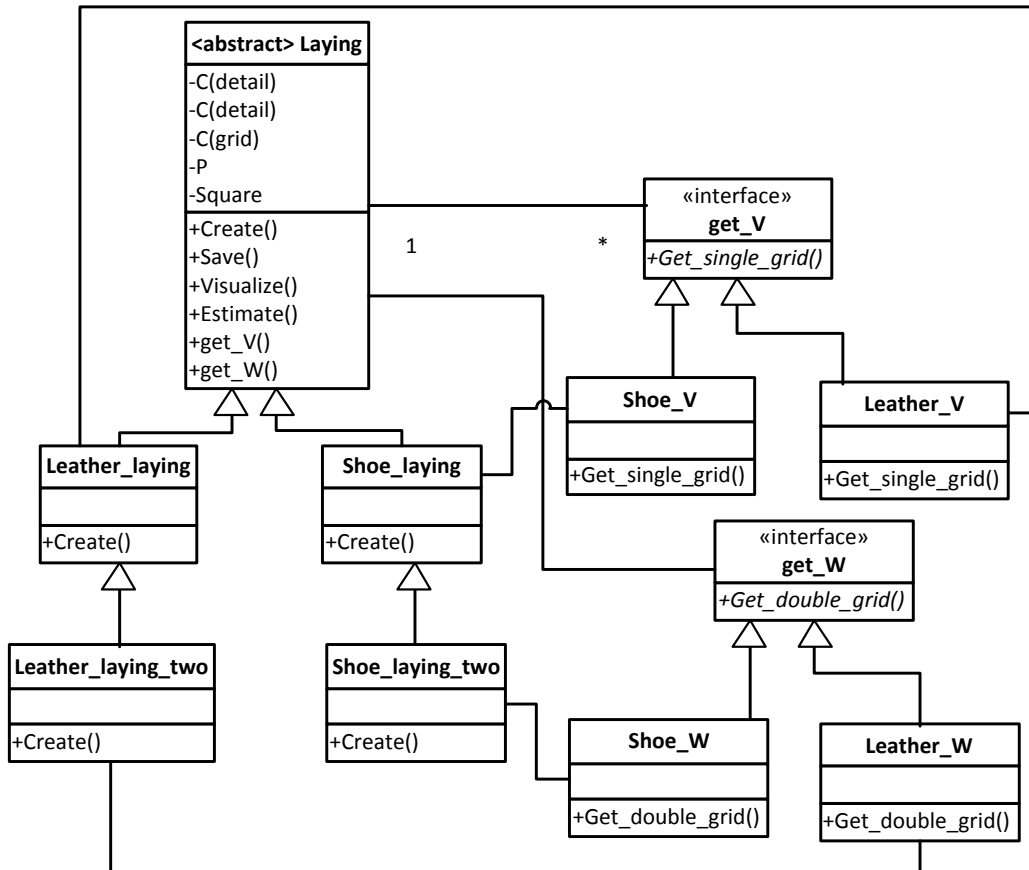 <abstract> Laying
-C(detail)
-C(detail)
-C(grid)
-P
-Square
+Create()
+Save()
+Visualize()
+Estimate()
+get_V()
+get_W()
1
*
«interface»
get_V
+Get_single_grid()
Leather_laying
+Create()
Shoe_laying
+Create()
Shoe_V
+Get_single_grid()
Leather_V
+Get_single_grid()
«interface»
get_W
+Get_double_grid()
Leather_laying_two
+Create()
Shoe_laying_two
+Create()
Shoe_W
+Get_double_grid()
Leather_W
+Get_double_grid()